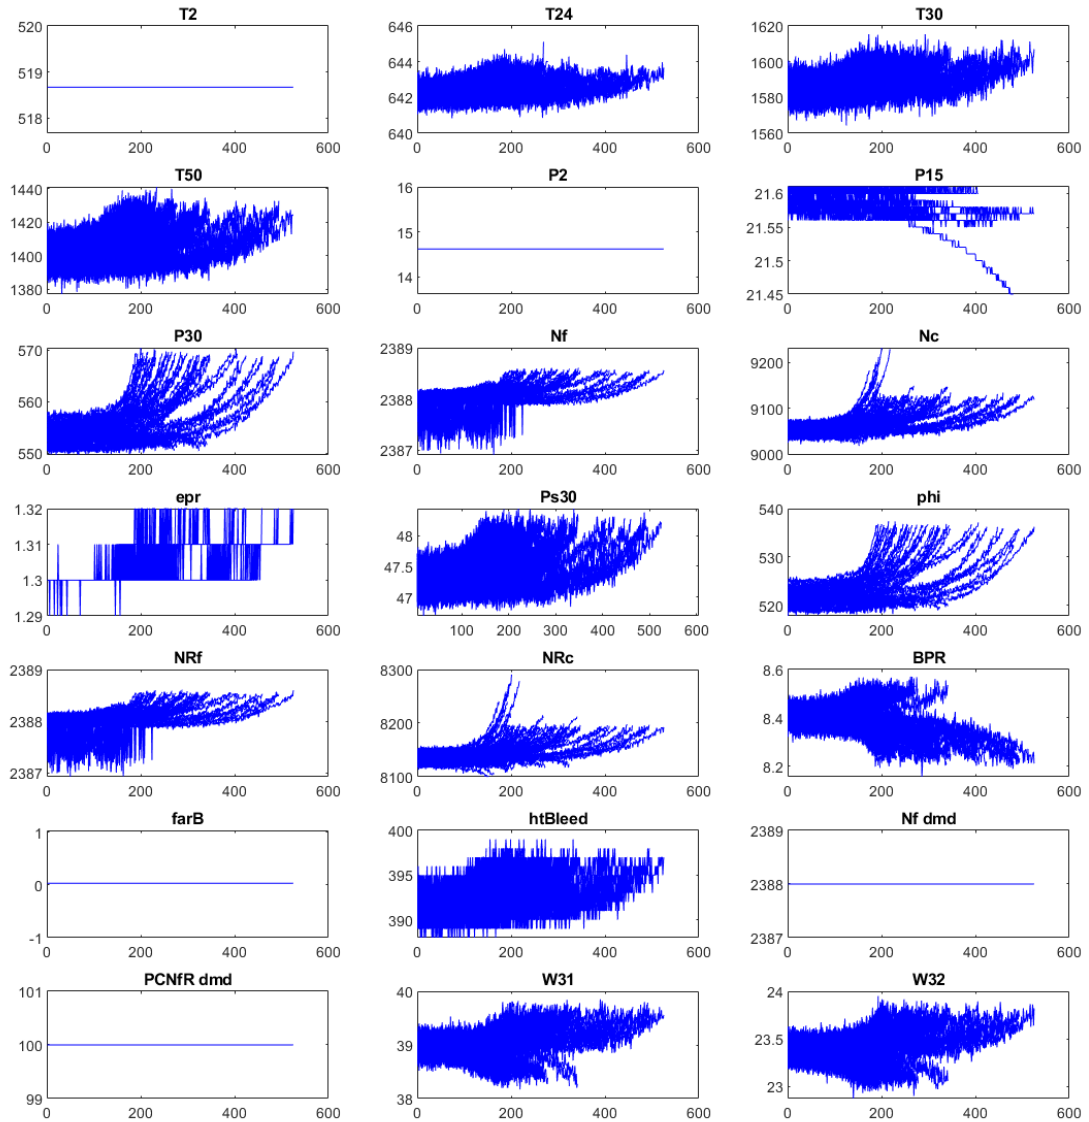 T2
520
519
518
0 200 400 600
T24
646
644
642
640
0 200 400 600
T30
1620
1600
1580
1560
0 200 400 600
T50
1440
1420
1400
1380
0 200 400 600
P2
16
15
14
0 200 400 600
P15
21.6
21.55
21.5
21.45
0 200 400 600
P30
570
560
550
0 200 400 600
Nf
2389
2388
2387
0 200 400 600
Nc
9200
9100
9000
0 200 400 600
epr
1.32
1.31
1.3
1.29
0 200 400 600
Ps30
48
47.5
47
100 200 300 400 500 600
phi
540
530
520
0 200 400 600
NRf
2389
2388
2387
0 200 400 600
NRc
8300
8200
8100
0 200 400 600
BPR
8.6
8.4
8.2
0 200 400 600
farB
1
0
-1
0 200 400 600
htBleed
400
395
390
0 200 400 600
Nf dmd
2389
2388
2387
0 200 400 600
PCNfR dmd
101
100
99
0 200 400 600
W31
40
39
38
0 200 400 600
W32
24
23.5
23
0 200 400 600